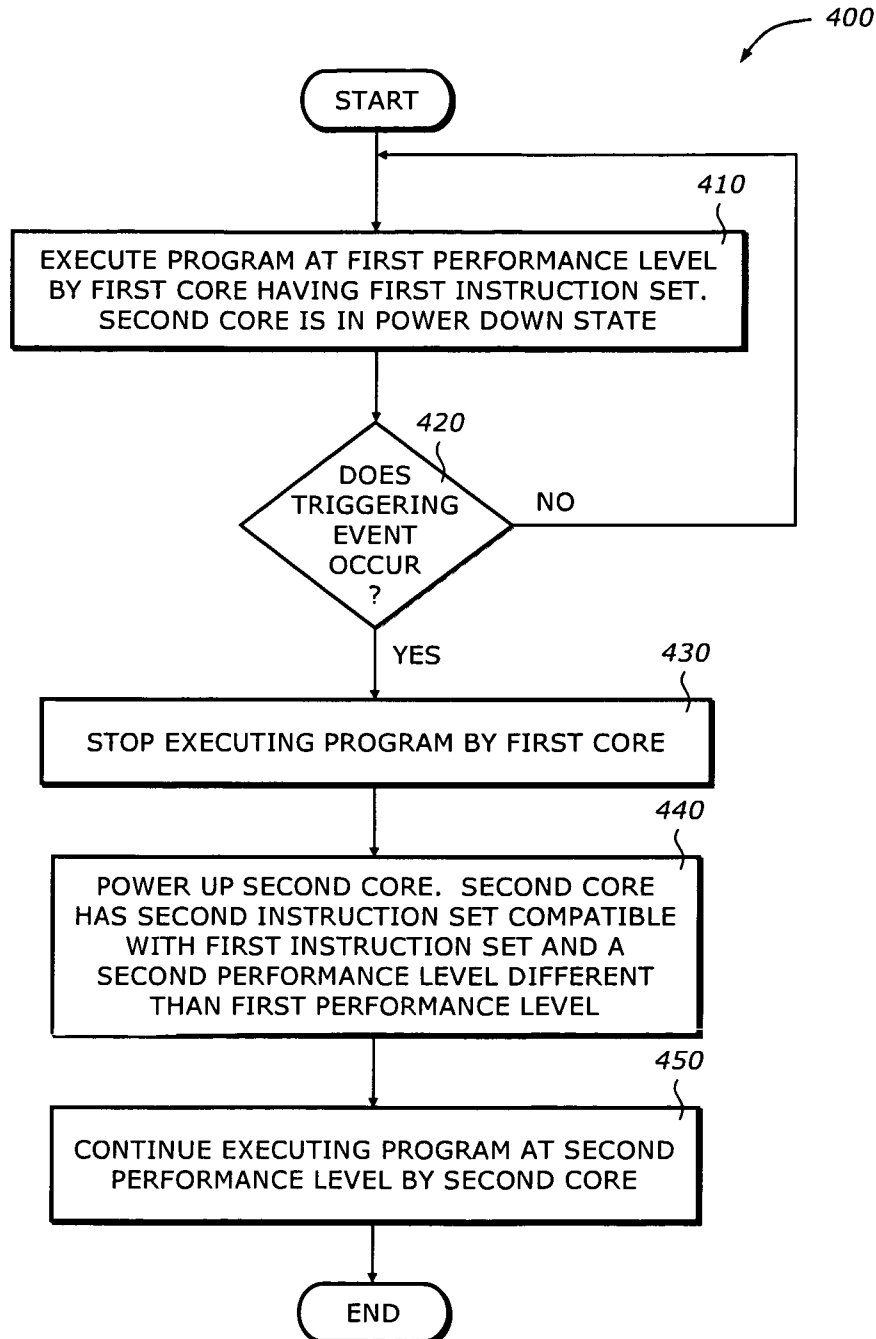 400
START
410
EXECUTE PROGRAM AT FIRST PERFORMANCE LEVEL
BY FIRST CORE HAVING FIRST INSTRUCTION SET.
SECOND CORE IS IN POWER DOWN STATE
420
DOES
TRIGGERING
EVENT
OCCUR
?
NO
YES
430
STOP EXECUTING PROGRAM BY FIRST CORE
440
POWER UP SECOND CORE. SECOND CORE
HAS SECOND INSTRUCTION SET COMPATIBLE
WITH FIRST INSTRUCTION SET AND A
SECOND PERFORMANCE LEVEL DIFFERENT
THAN FIRST PERFORMANCE LEVEL
450
CONTINUE EXECUTING PROGRAM AT SECOND
PERFORMANCE LEVEL BY SECOND CORE
END